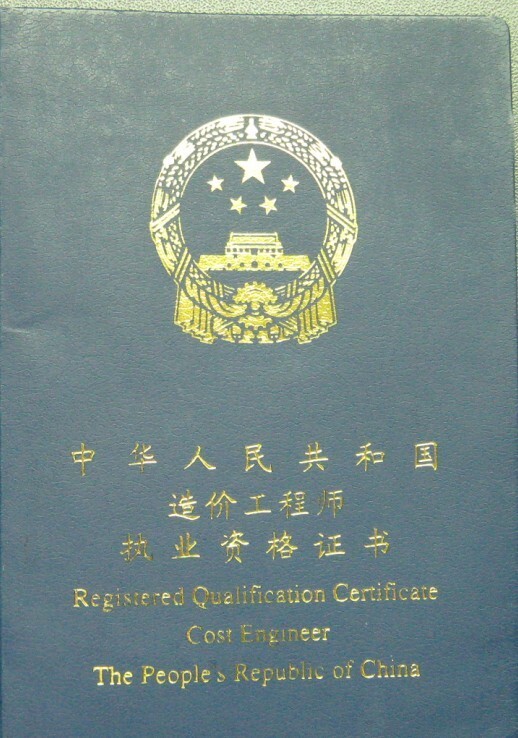 中华人民共和国
造价工程师
执业资格证书
Registered Qualification Certificate
Cost Engineer
The People's Republic of China